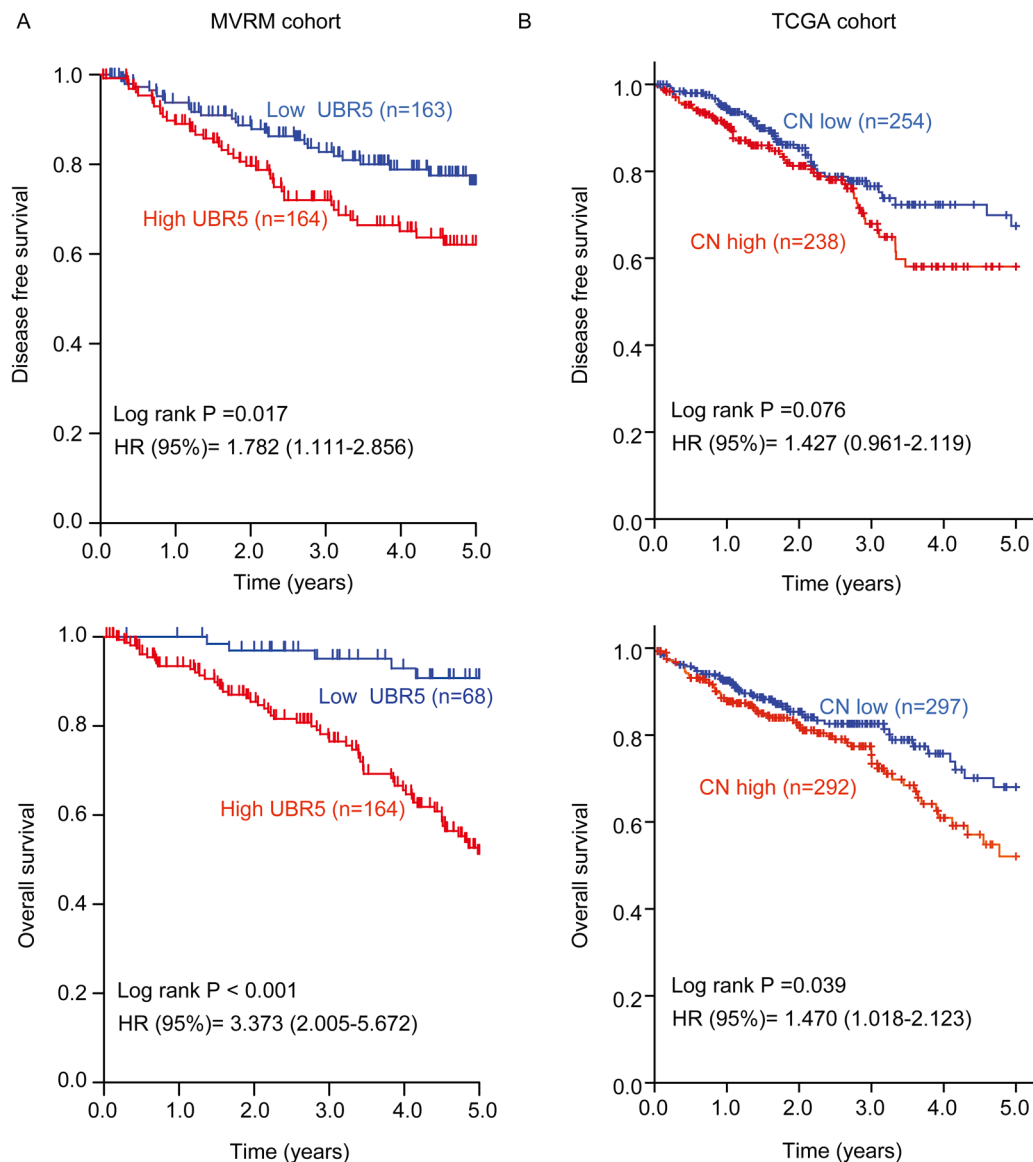 A
MVRM cohort
Disease free survival
1.0
0.8
0.6
0.4
0.2
0.0
Low UBR5 (n=163)
High UBR5 (n=164)
Log rank P =0.017
HR (95%)= 1.782 (1.111-2.856)
0.0 1.0 2.0 3.0 4.0 5.0
Time (years)
B
TCGA cohort
Disease free survival
1.0
0.8
0.6
0.4
0.2
0.0
CN low (n=254)
CN high (n=238)
Log rank P =0.076
HR (95%)= 1.427 (0.961-2.119)
0.0 1.0 2.0 3.0 4.0 5.0
Time (years)
Overall survival
1.0
0.8
0.6
0.4
0.2
0.0
Low UBR5 (n=68)
High UBR5 (n=164)
Log rank P < 0.001
HR (95%)= 3.373 (2.005-5.672)
0.0 1.0 2.0 3.0 4.0 5.0
Time (years)
Overall survival
1.0
0.8
0.6
0.4
0.2
0.0
CN low (n=297)
CN high (n=292)
Log rank P =0.039
HR (95%)= 1.470 (1.018-2.123)
0.0 1.0 2.0 3.0 4.0 5.0
Time (years)